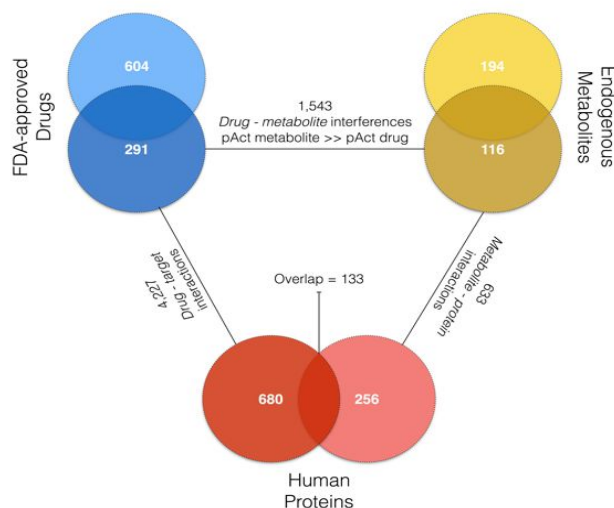 604
291
FDA-approved
Drugs
1,543
Drug - metabolite interferences
pAct metabolite >> pAct drug
194
116
Endogenous
Metabolites
4,227
Drug - target
interactions
Overlap = 133
Metabolite - protein
interactions
633
680
256
Human
Proteins